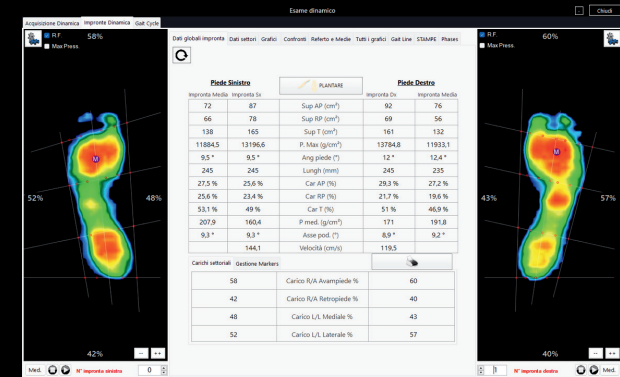 Esame dinamico
- Chiudi
Acquisizione Dinamica Impronte Dinamica Gait Cycle
R.F. 58%
Max Press.
Dati globali impronta Dati settori Grafici Confronti Referto e Medie Tutti i grafici Gait Line STAMPE Phases
R.F. 60%
Max Press.
Piede Sinistro PLANTARE Piede Destro
Impronta Media Impronta Sx Impronta Dx Impronta Media
72 87 Sup AP (cm²) 92 76
66 78 Sup RP (cm²) 69 56
138 165 Sup T (cm²) 161 132
11884,5 13196,6 P. Max (g/cm²) 13784,8 11933,1
9,5 ° 9,5 ° Ang piede (°) 12 ° 12,4 °
245 245 Lungh (mm) 245 235
27,5 % 25,6 % Car AP (%) 29,3 % 27,2 %
25,6 % 23,4 % Car RP (%) 21,7 % 19,6 %
53,1 % 49 % Car T (%) 51 % 46,9 %
207,9 160,4 P med. (g/cm²) 171 191,8
9,3 ° 9,3 ° Asse pod. (°) 8,9 ° 9,2 °
144,1 Velocità (cm/s) 119,5
M
52% 48%
M
43% 57%
Carichi settoriali Gestione Markers
58 Carico R/A Avampiede % 60
42 Carico R/A Retropiede % 40
48 Carico L/L Mediale % 43
52 Carico L/L Laterale % 57
42% -- ++
40% -- ++
Med. N° impronta sinistro 0
1 N° impronta destro Med.